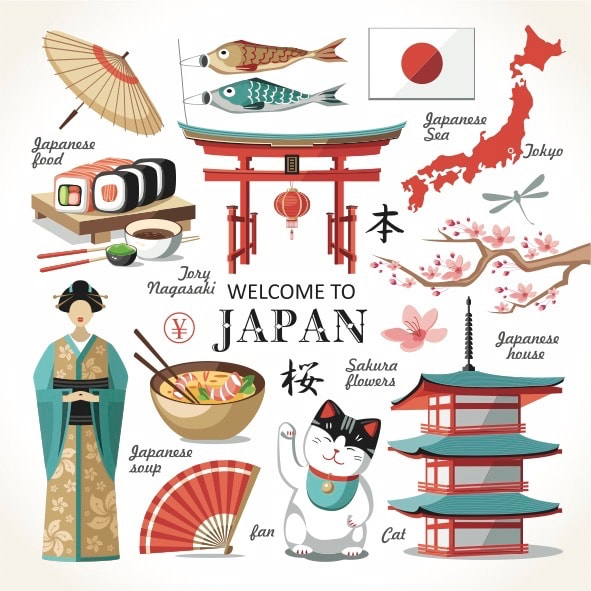 Japanese
Sea
Tokyo
Japanese
food
本
Tory
Nagasaki
WELCOME TO
JAPAN
¥
Japanese
house
Sakura
flowers
桜
Japanese
soup
fan
Cat